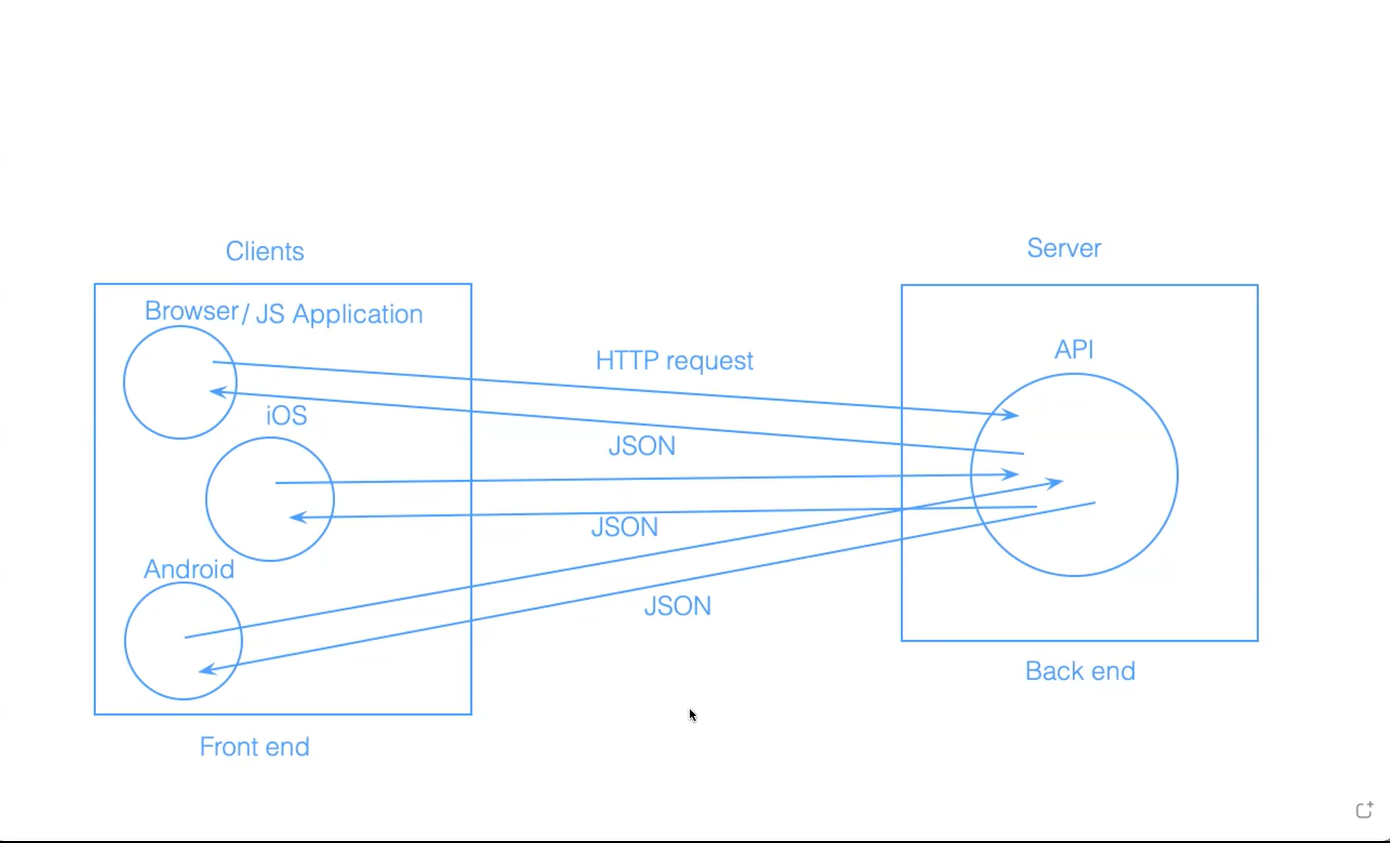 Clients
Server
Browser / JS Application
API
HTTP request
iOS
JSON
JSON
Android
JSON
Back end
Front end